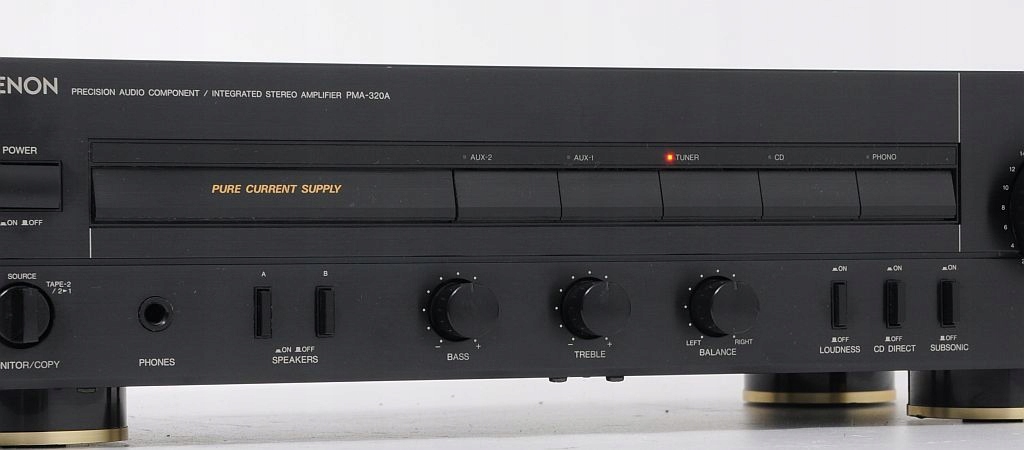 ENON
PRECISION AUDIO COMPONENT / INTEGRATED STEREO AMPLIFIER PMA-320A
POWER
AUX-2 AUX-1 TUNER CD PHONO
PURE CURRENT SUPPLY
ON OFF
14
12
10
8
6
4
SOURCE
TAPE-2
/ 2▸1
NITOR/COPY
PHONES
A B
ON OFF
SPEAKERS
- +
BASS
- +
TREBLE
LEFT RIGHT
BALANCE
ON ON ON
OFF OFF OFF
LOUDNESS CD DIRECT SUBSONIC